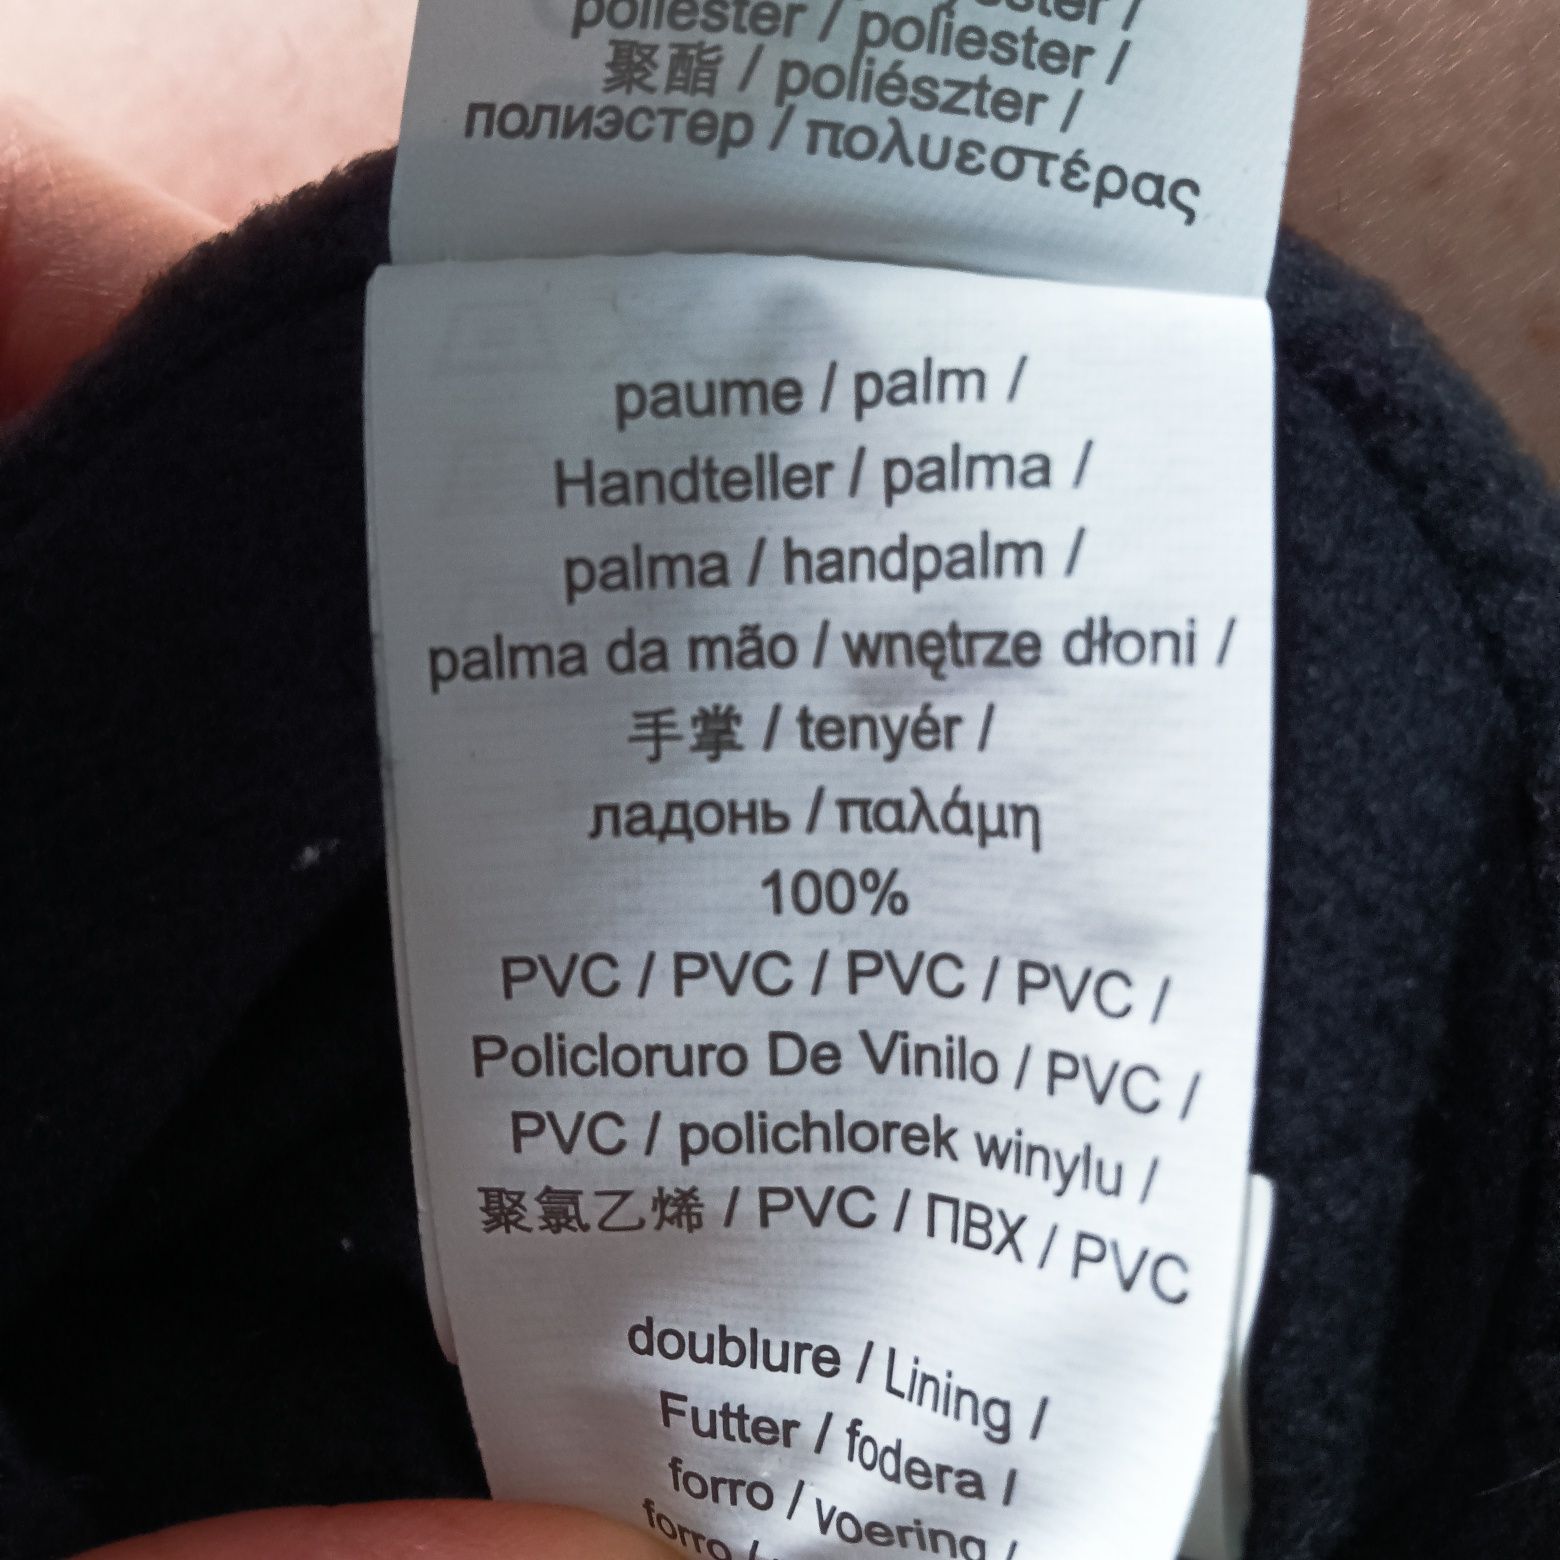 poliester / poliester /
聚酯 / poliészter /
полиэстер / πολυεστέρας
paume / palm /
Handteller / palma /
palma / handpalm /
palma da mão / wnętrze dłoni /
手掌 / tenyér /
ладонь / παλάμη
100%
PVC / PVC / PVC / PVC /
Policloruro De Vinilo / PVC /
PVC / polichlorek winylu /
聚氯乙烯 / PVC / ПВХ / PVC
doublure / Lining /
Futter / fodera /
forro / voering /
forro /